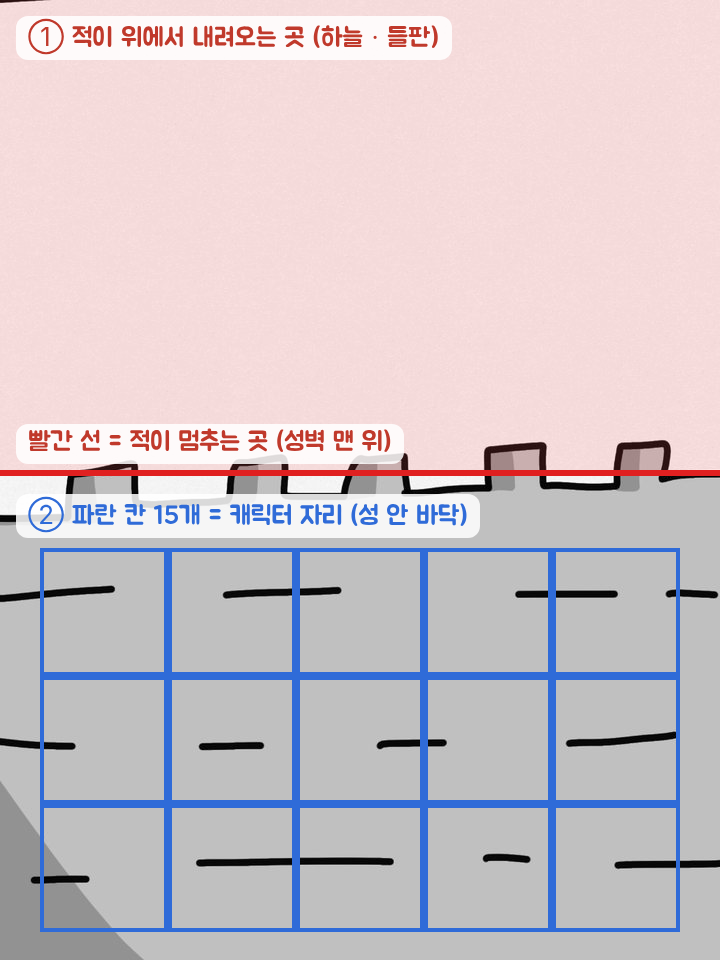 ① 적이 위에서 내려오는 곳 (하늘 · 들판)
빨간 선 = 적이 멈추는 곳 (성벽 맨 위)
② 파란 칸 15개 = 캐릭터 자리 (성 안 바닥)